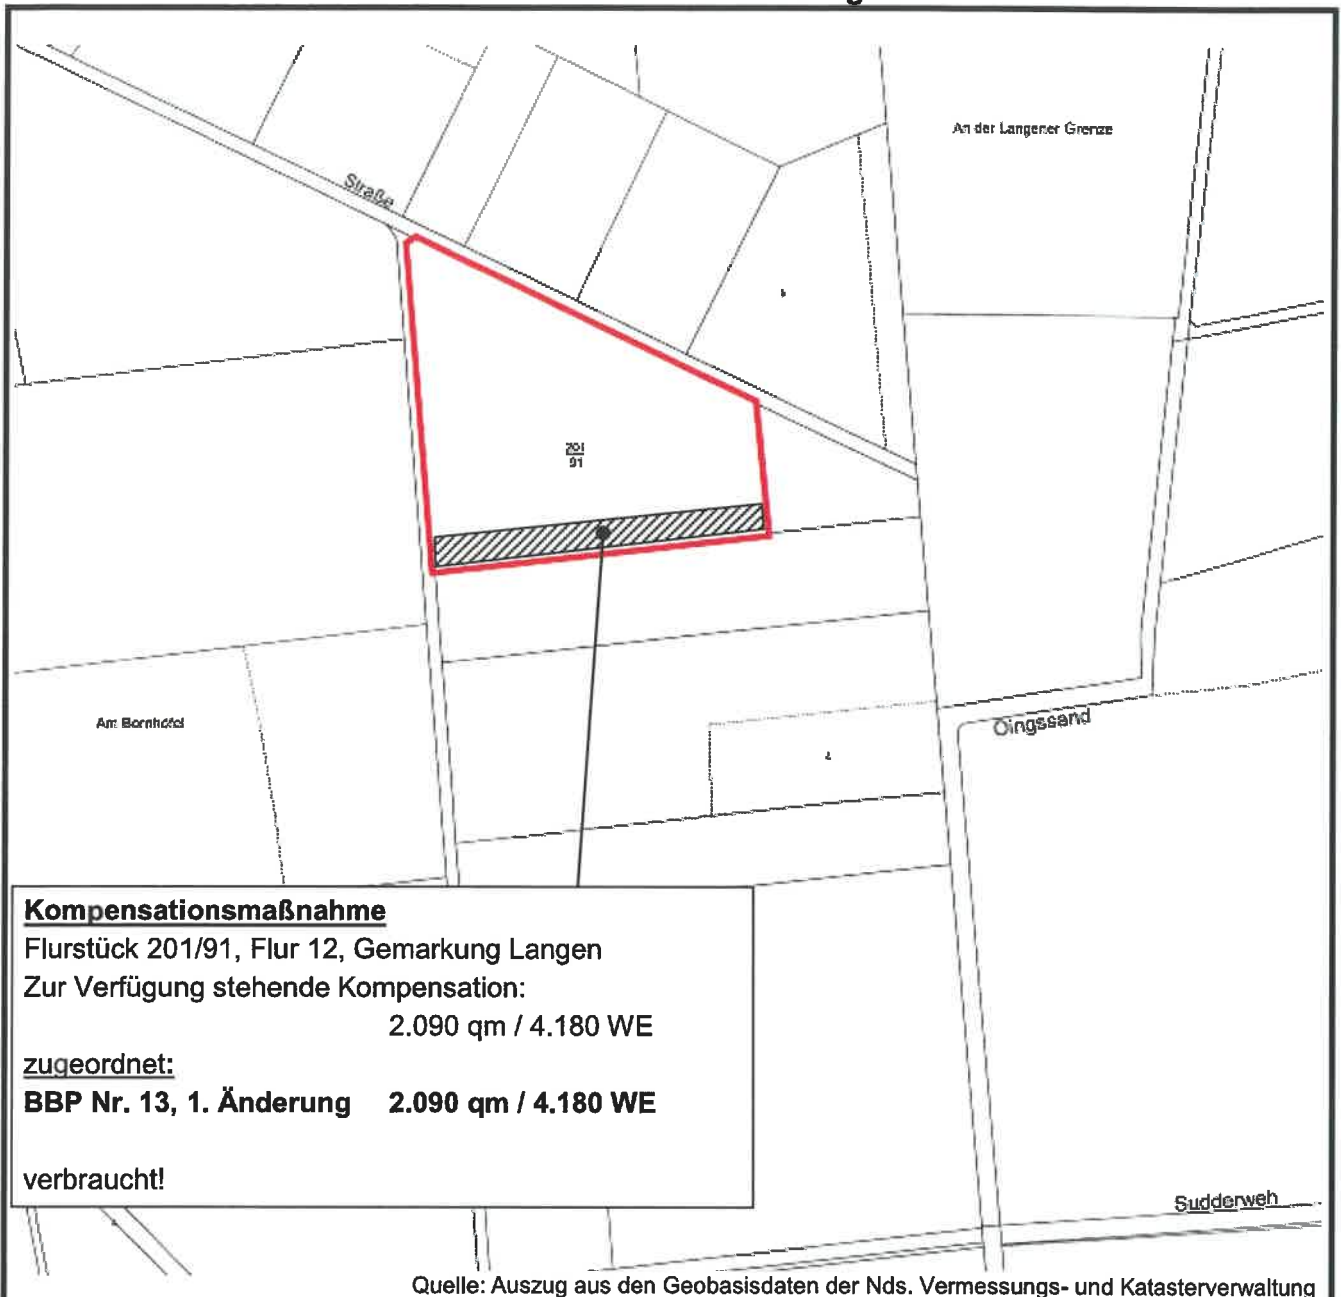 An der Langener Grenze
Straße
201
91
Oingssand
Kompensationsmaßnahme
Flurstück 201/91, Flur 12, Gemarkung Langen
Zur Verfügung stehende Kompensation:
2.090 qm / 4.180 WE
zugeordnet:
BBP Nr. 13, 1. Änderung 2.090 qm / 4.180 WE
verbraucht!
Sudderweh
Quelle: Auszug aus den Geobasisdaten der Nds. Vermessungs- und Katasterverwaltung